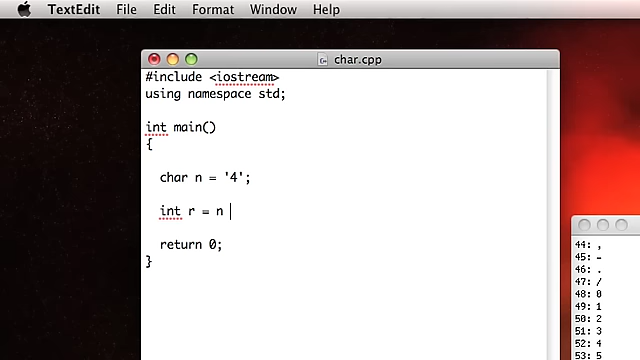 TextEdit File Edit Format Window Help
char.cpp
#include <iostream>
using namespace std;
int main()
{
char n = '4';
int r = n
return 0;
}
44: ,
45: -
46: .
47: /
48: 0
49: 1
50: 2
51: 3
52: 4
53: 5